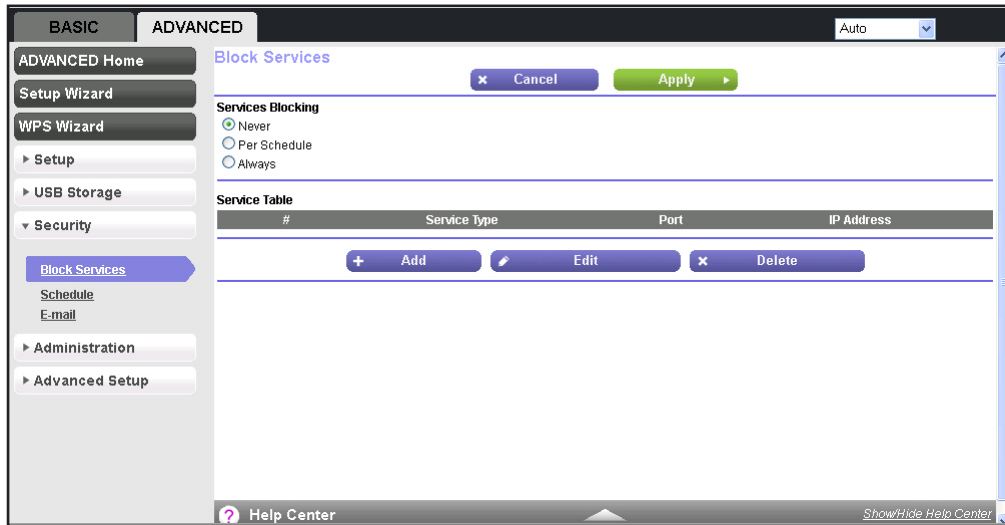 BASIC
ADVANCED
Auto
ADVANCED Home
Setup Wizard
WPS Wizard
Setup
USB Storage
Security
Block Services
Schedule
E-mail
Administration
Advanced Setup
Block Services
Cancel
Apply
Services Blocking
Never
Per Schedule
Always
Service Table
# Service Type Port IP Address
Add Edit Delete
? Help Center
Show/Hide Help Center